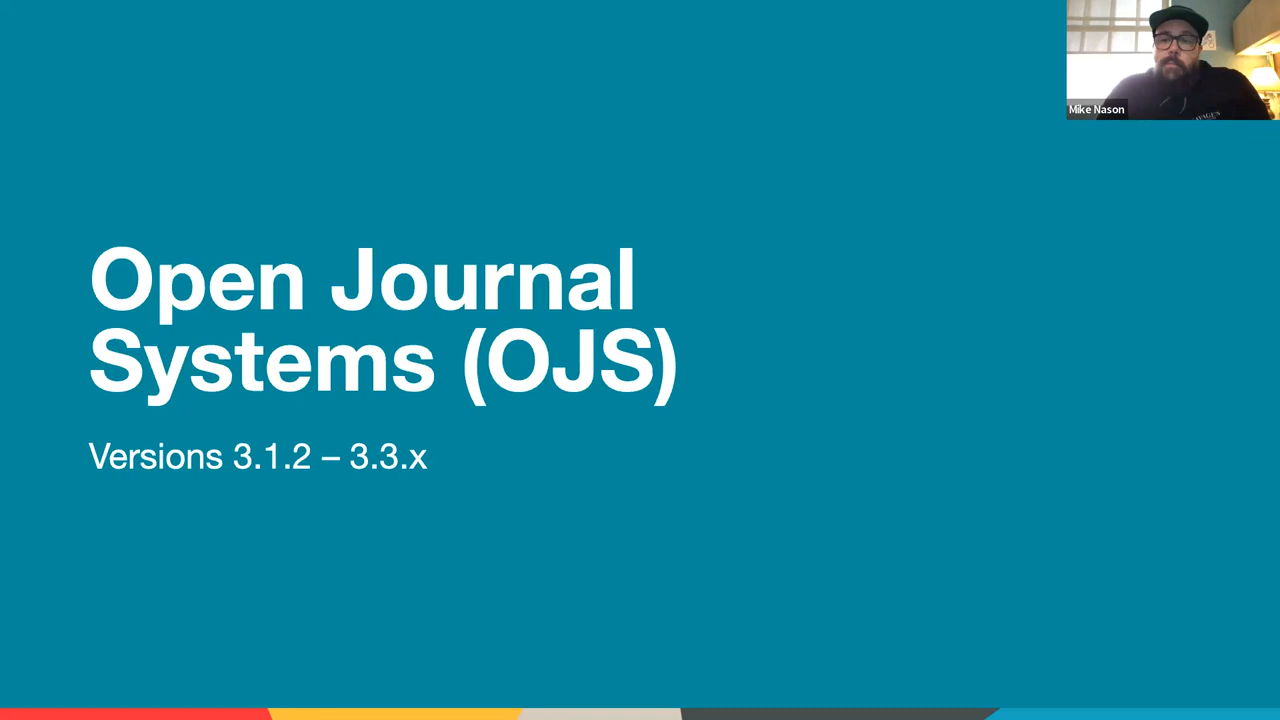 Mike Nason
Open Journal
Systems (OJS)
Versions 3.1.2 – 3.3.x